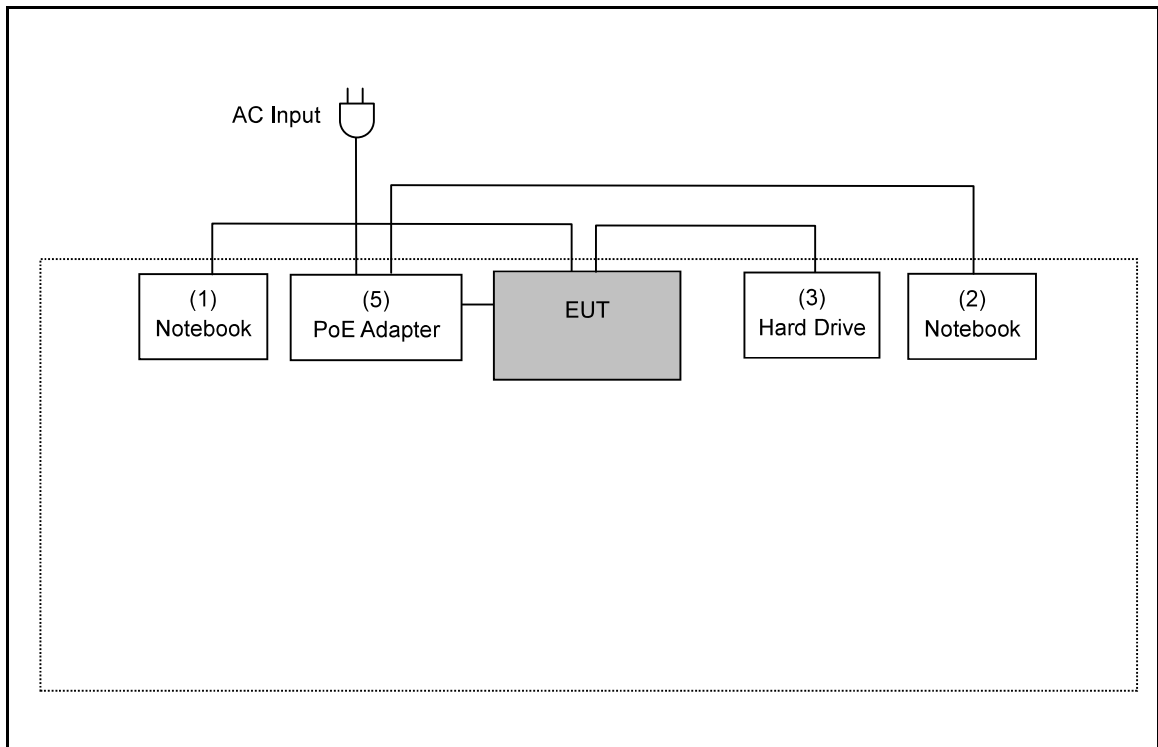 AC Input
(1)
Notebook
(5)
PoE Adapter
EUT
(3)
Hard Drive
(2)
Notebook